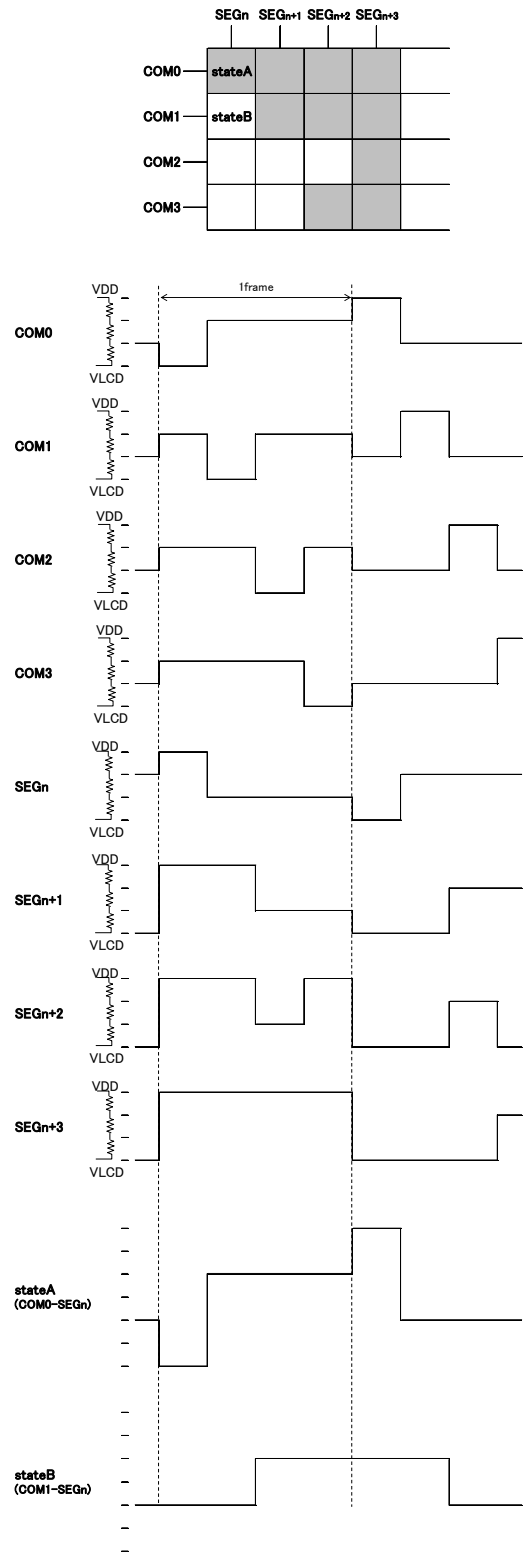 SEGn SEGn+1 SEGn+2 SEGn+3
COM0 stateA
COM1 stateB
COM2
COM3
VDD
1frame
COM0
VLCD
VDD
COM1
VLCD
VDD
COM2
VLCD
VDD
COM3
VLCD
VDD
SEGn
VLCD
VDD
SEGn+1
VLCD
VDD
SEGn+2
VLCD
VDD
SEGn+3
VLCD
stateA
(COM0-SEGn)
stateB
(COM1-SEGn)